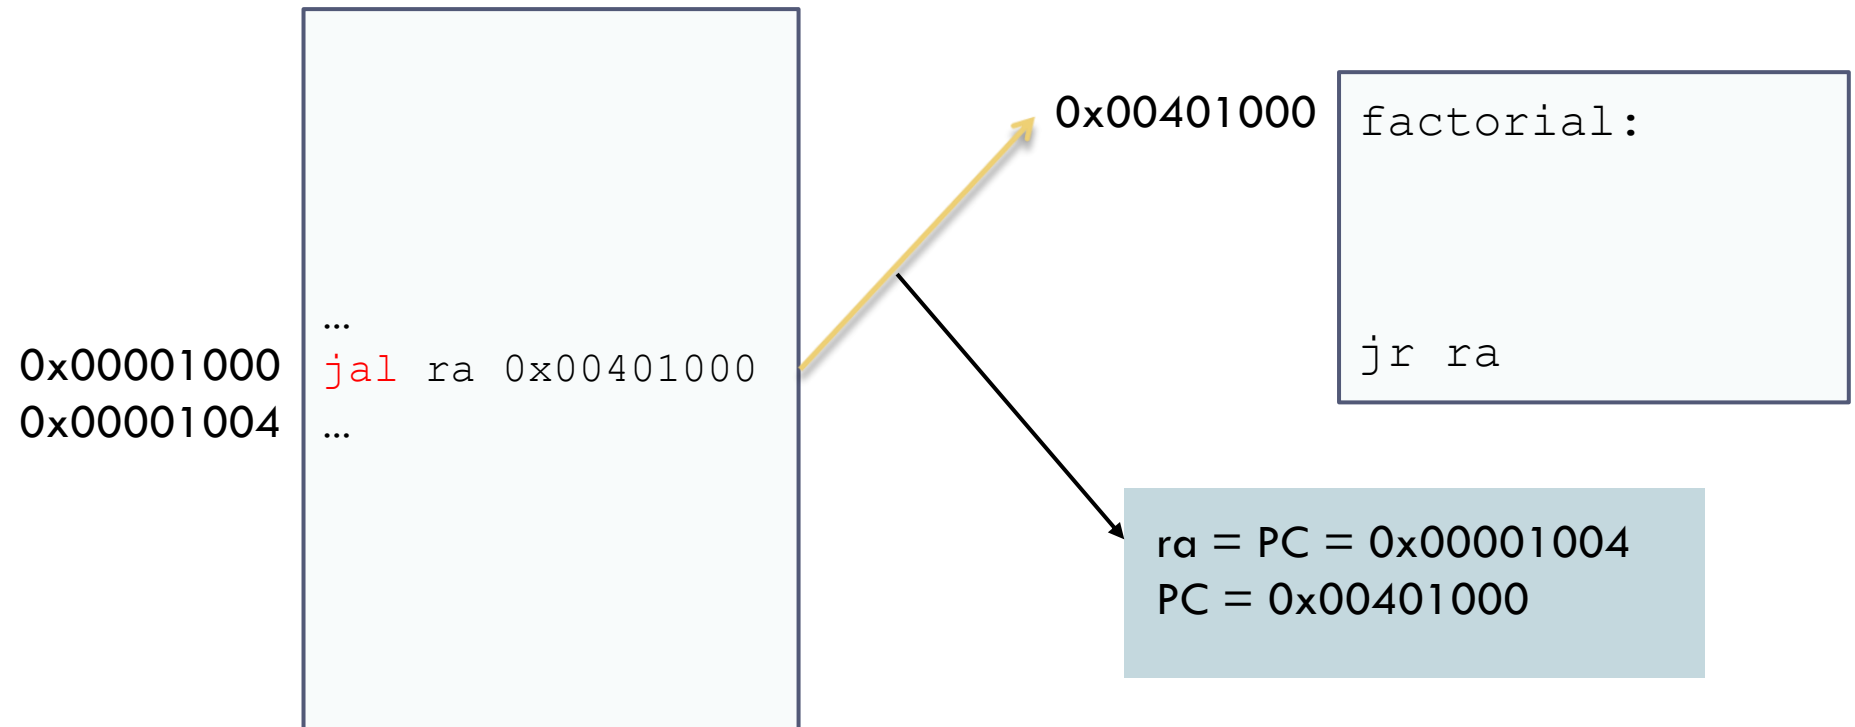 …
0x00001000 jal ra 0x00401000
0x00001004 …
0x00401000 factorial:
jr ra
ra = PC = 0x00001004
PC = 0x00401000